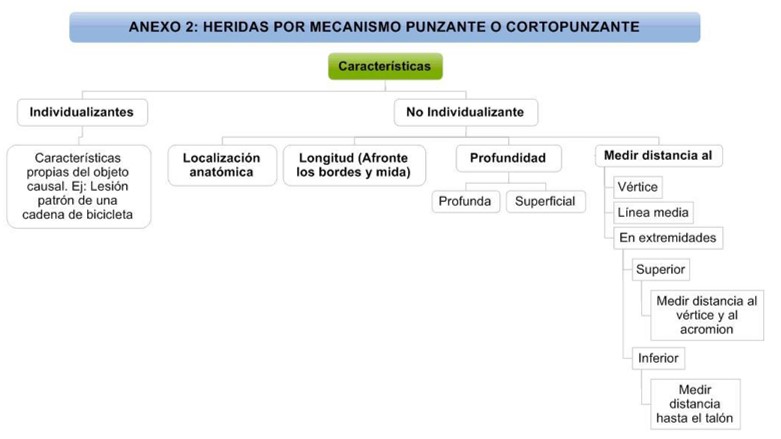 ANEXO 2: HERIDAS POR MECANISMO PUNZANTE O CORTOPUNZANTE
Características
Individualizantes
No Individualizante
Características
propias del objeto
causal. Ej: Lesión
patrón de una
cadena de bicicleta
Localización
anatómica
Longitud (Afronte
los bordes y mida)
Profundidad
Profunda
Superficial
Medir distancia al
Vértice
Línea media
En extremidades
Superior
Medir distancia al
vértice y al
acromion
Inferior
Medir
distancia
hasta el talón